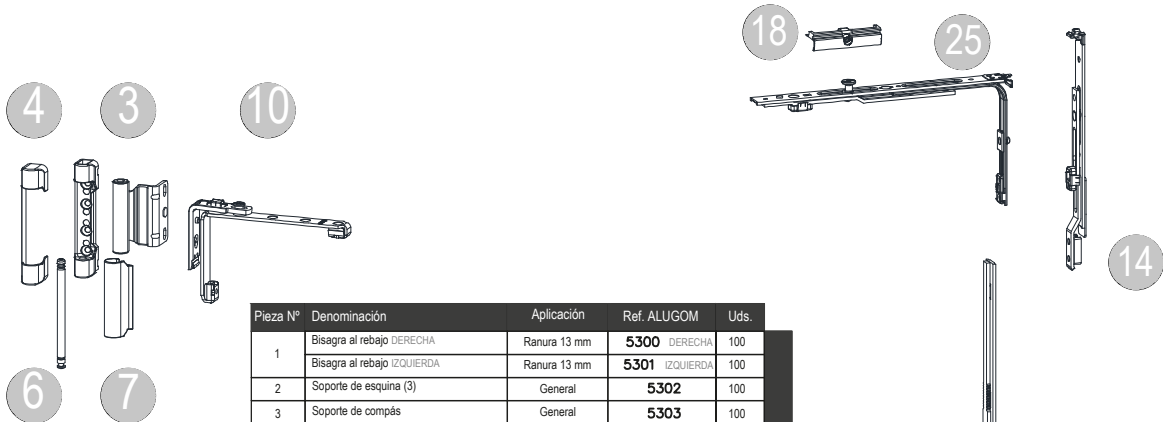 18
25
4
3
10
14
6
7
Pieza Nº Denominación Aplicación Ref. ALUGOM Uds.
1 Bisagra al rebajo DERECHA Ranura 13 mm 5300 DERECHA 100
Bisagra al rebajo IZQUIERDA Ranura 13 mm 5301 IZQUIERDA 100
2 Soporte de esquina (3) General 5302 100
3 Soporte de compás General 5303 100